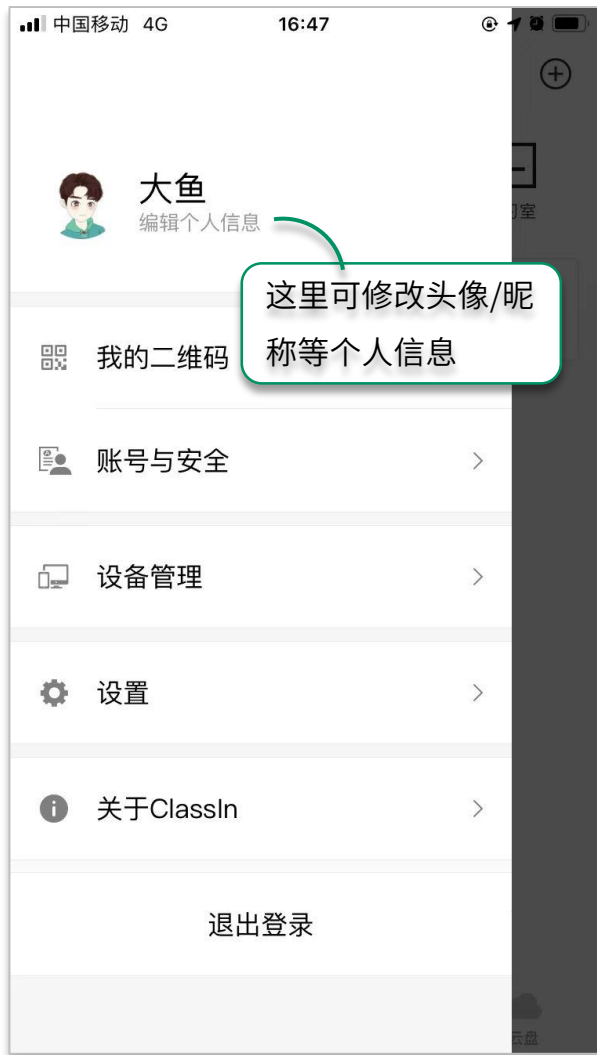 中国移动 4G 16:47
大鱼
编辑个人信息
这里可修改头像/昵
称等个人信息
我的二维码
账号与安全
设备管理
设置
关于ClassIn
退出登录
室
云盘